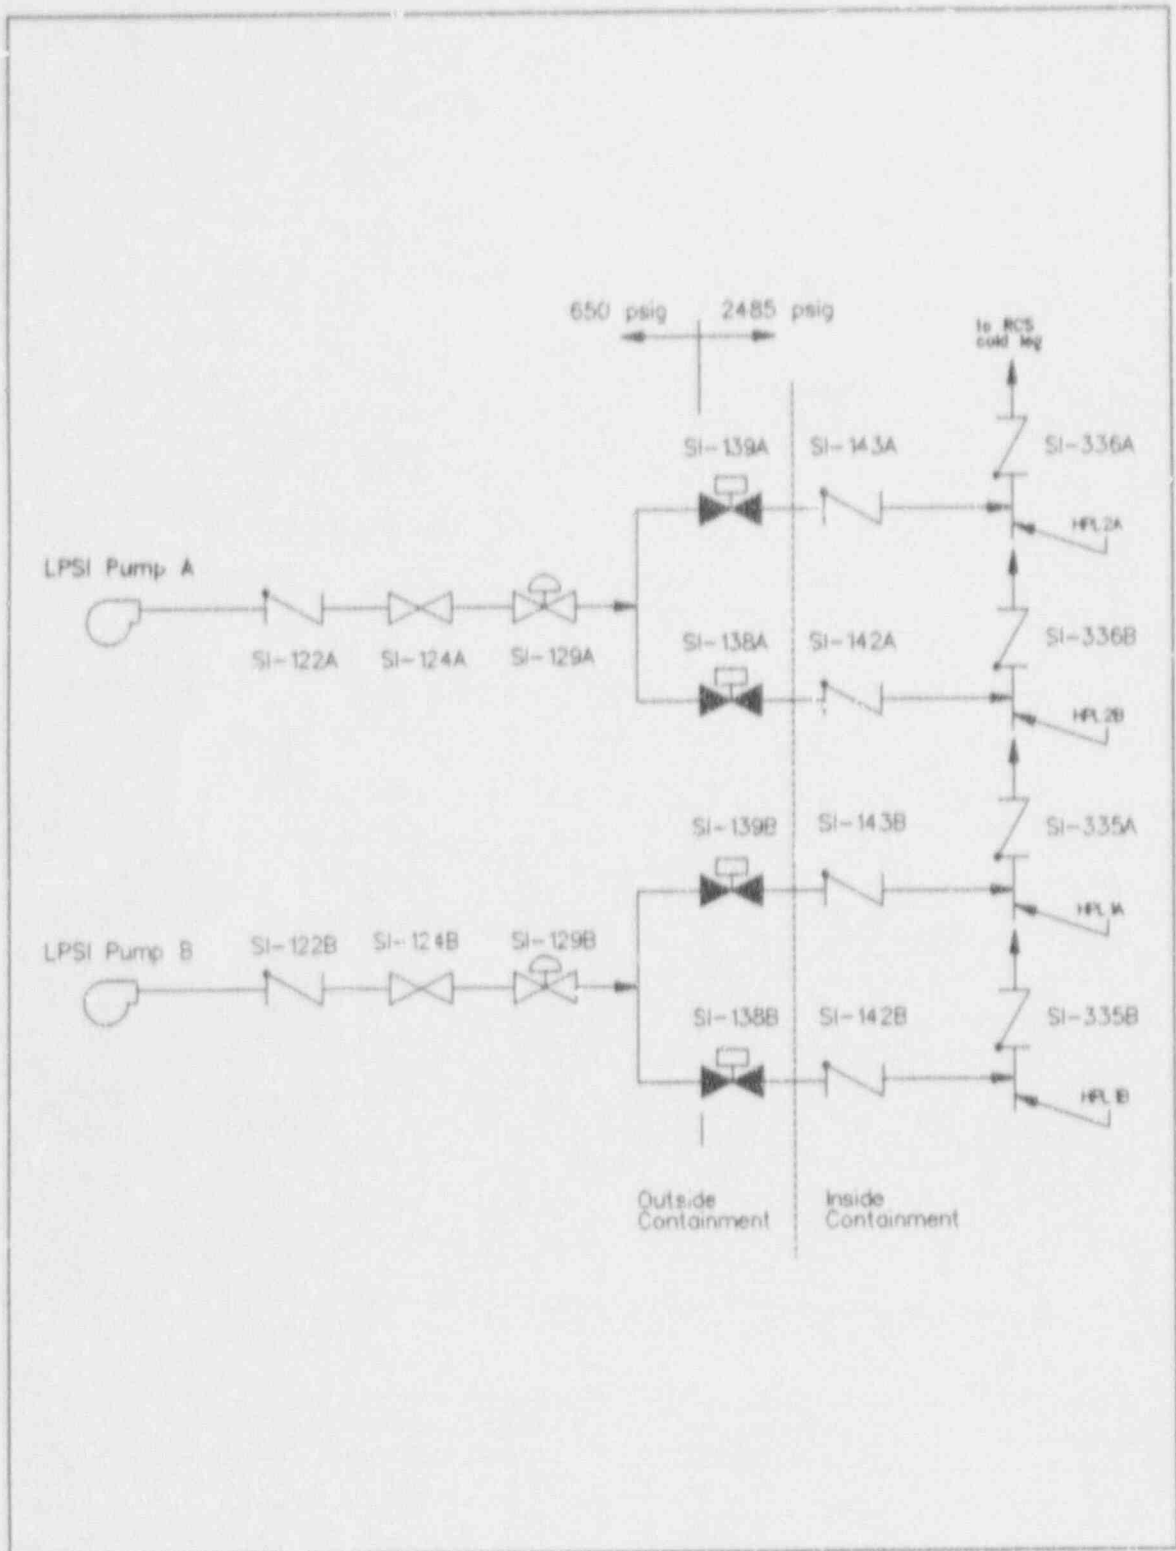 650 psig
2485 psig
to RCS
cold leg
SI-139A
SI-143A
SI-336A
HPL2A
LPSI Pump A
SI-122A
SI-124A
SI-129A
SI-138A
SI-142A
SI-336B
HPL2B
SI-139B
SI-143B
SI-335A
HPL1A
LPSI Pump B
SI-122B
SI-124B
SI-129B
SI-138B
SI-142B
SI-335B
HPL1B
Outside
Containment
Inside
Containment